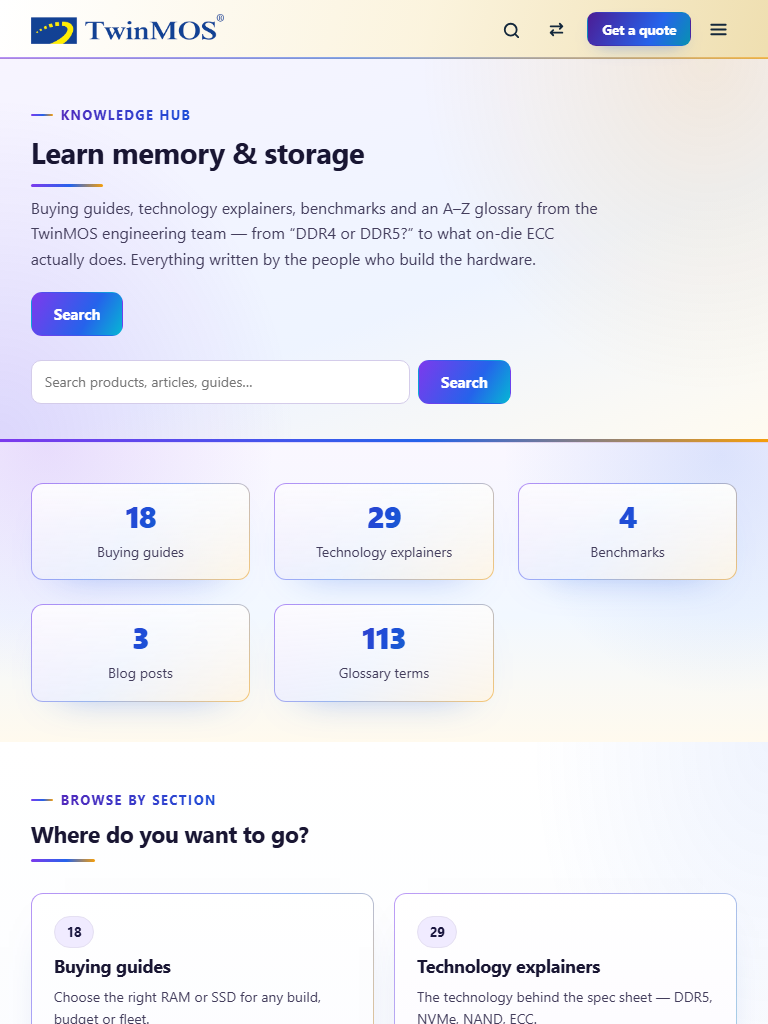 TwinMOS®
Get a quote
KNOWLEDGE HUB
Learn memory & storage
Buying guides, technology explainers, benchmarks and an A–Z glossary from the
TwinMOS engineering team — from “DDR4 or DDR5?” to what on-die ECC
actually does. Everything written by the people who build the hardware.
Search
Search products, articles, guides...
Search
18
Buying guides
29
Technology explainers
4
Benchmarks
3
Blog posts
113
Glossary terms
BROWSE BY SECTION
Where do you want to go?
18
Buying guides
Choose the right RAM or SSD for any build,
budget or fleet.
29
Technology explainers
The technology behind the spec sheet — DDR5,
NVMe, NAND, ECC.